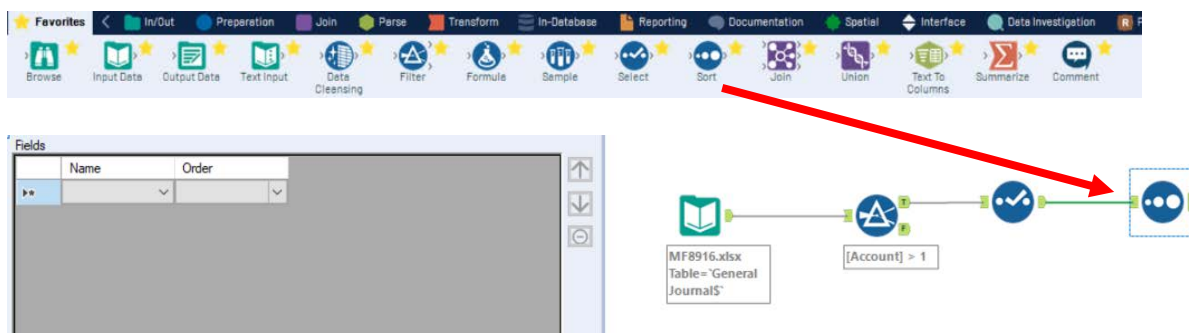 Favorites In/Out Preparation Join Parse Transform In-Database Reporting Documentation Spatial Interface Data Investigation R P
Browse Input Data Output Data Text Input Data Cleansing Filter Formula Sample Select Sort Join Union Text To Columns Summarize Comment
Fields
Name Order
T
F
MF8916.xlsx
Table=`General
Journal$`
[Account] > 1